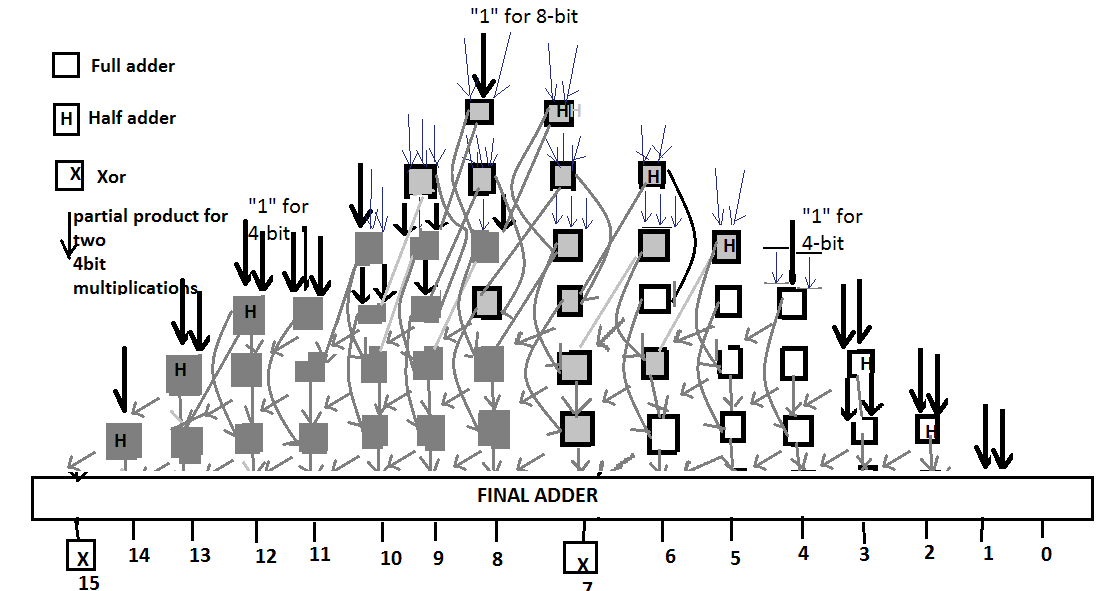 "1" for 8-bit
Full adder
H Half adder
X Xor
partial product for
two
4bit
multiplications
"1" for
4-bit
"1" for
4-bit
H H
H
H
H
H
H
H
H
FINAL ADDER
X X
15 14 13 12 11 10 9 8 7 6 5 4 3 2 1 0